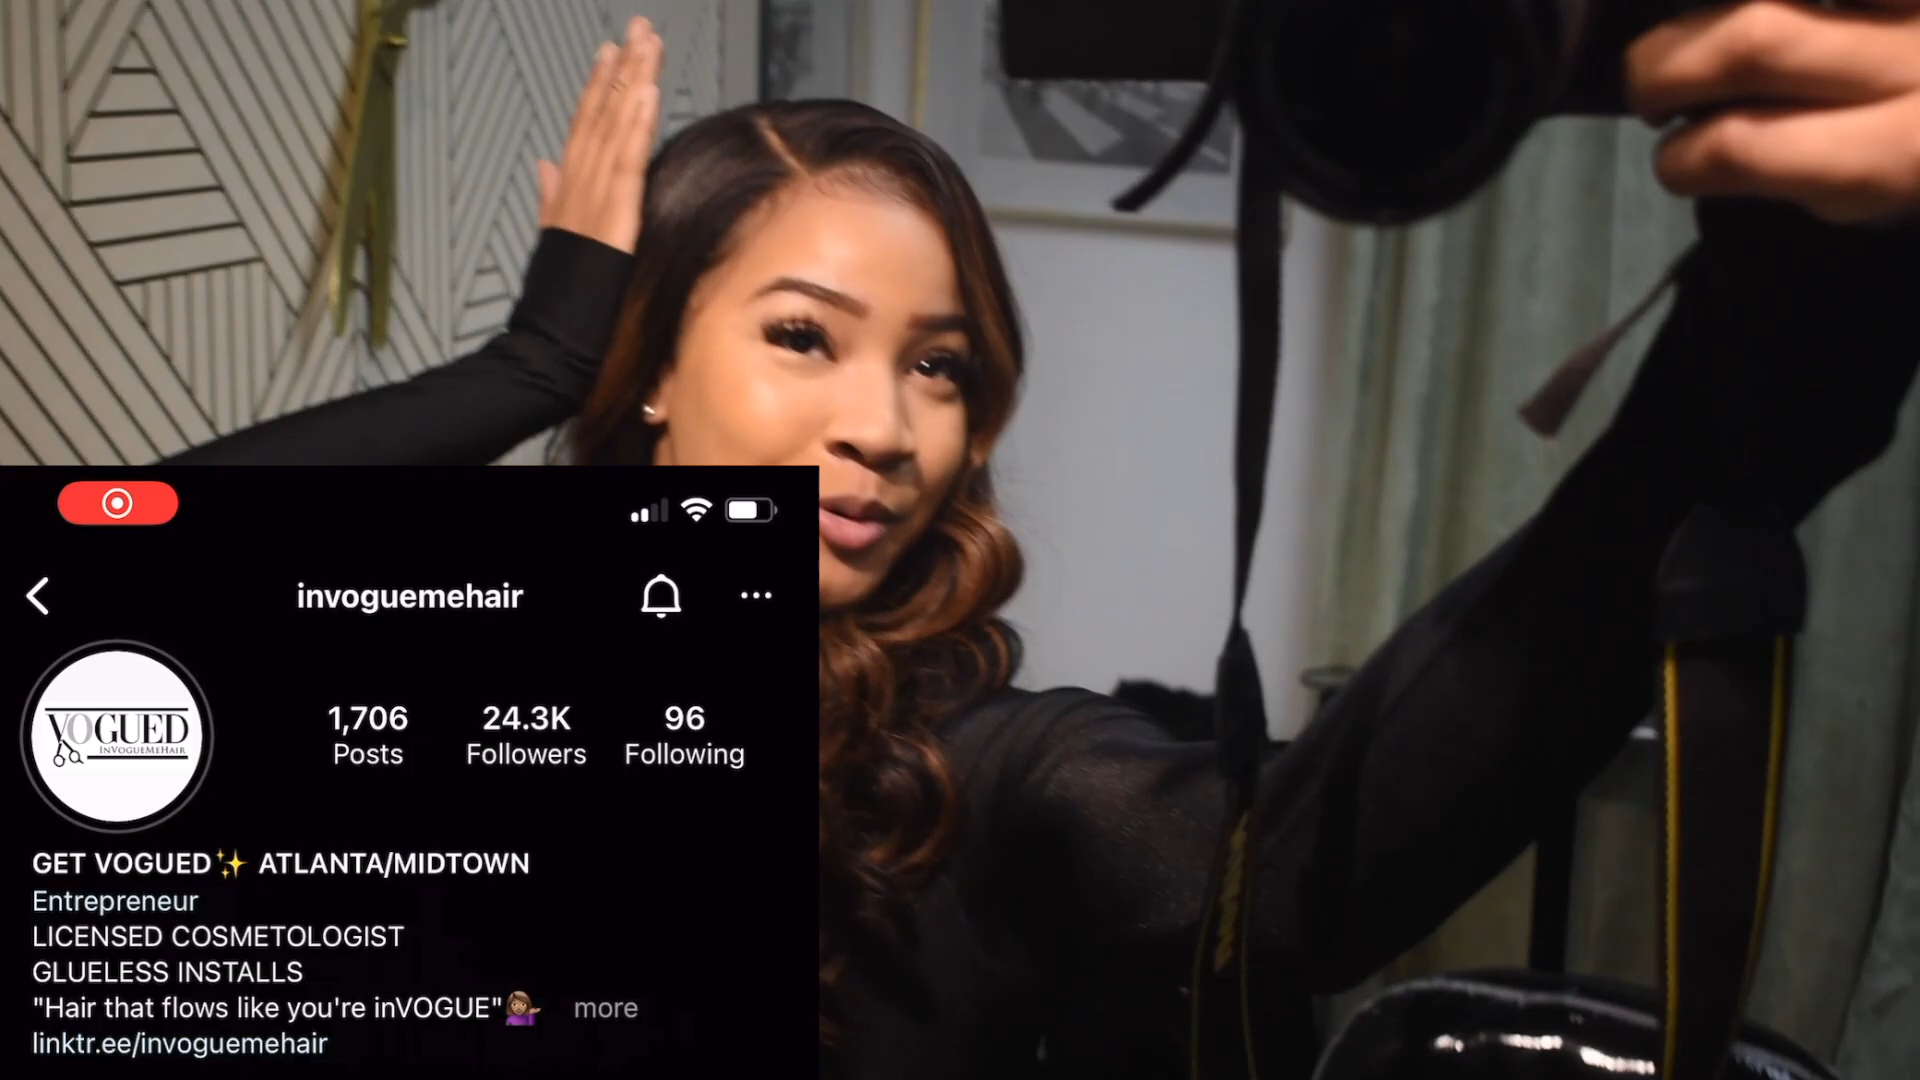 invoguemehair
VOGUED
INVOGUEMEHAIR
1,706
Posts
24.3K
Followers
96
Following
GET VOGUED✨ ATLANTA/MIDTOWN
Entrepreneur
LICENSED COSMETOLOGIST
GLUELESS INSTALLS
"Hair that flows like you're inVOGUE"💁🏽‍♀️ more
linktr.ee/invoguemehair